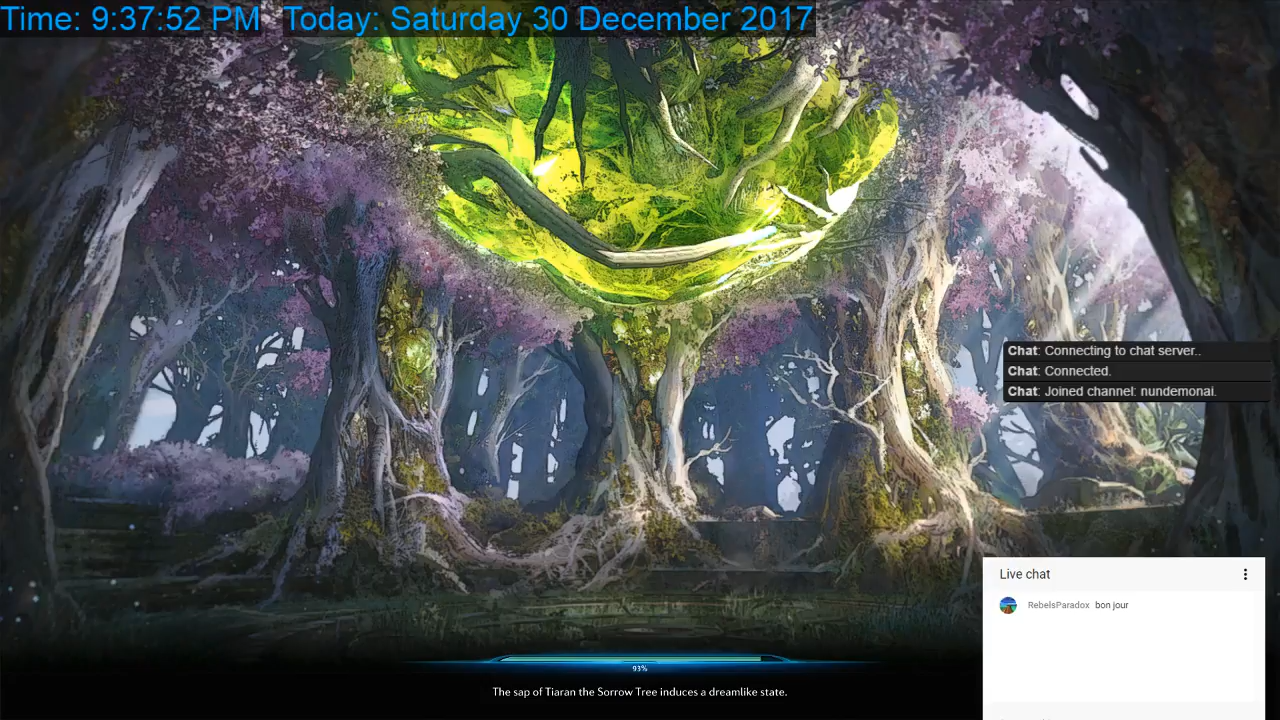 Time: 9:37:52 PM  Today: Saturday 30 December 2017
Chat: Connecting to chat server..
Chat: Connected.
Chat: Joined channel: nundemonai.
Live chat
RebelsParadox bon jour
93%
The sap of Tiaran the Sorrow Tree induces a dreamlike state.